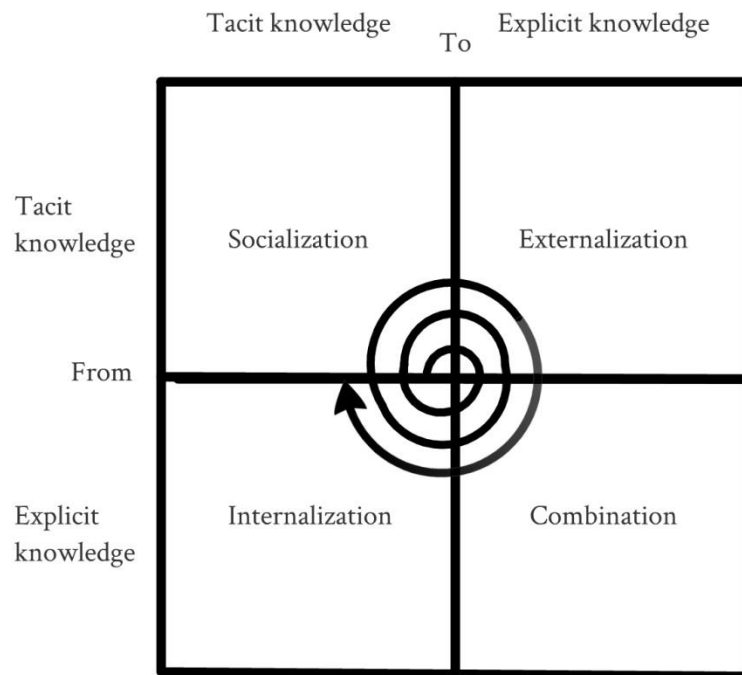 Tacit knowledge
To
Explicit knowledge
Tacit
knowledge
Socialization
Externalization
From
Explicit
knowledge
Internalization
Combination